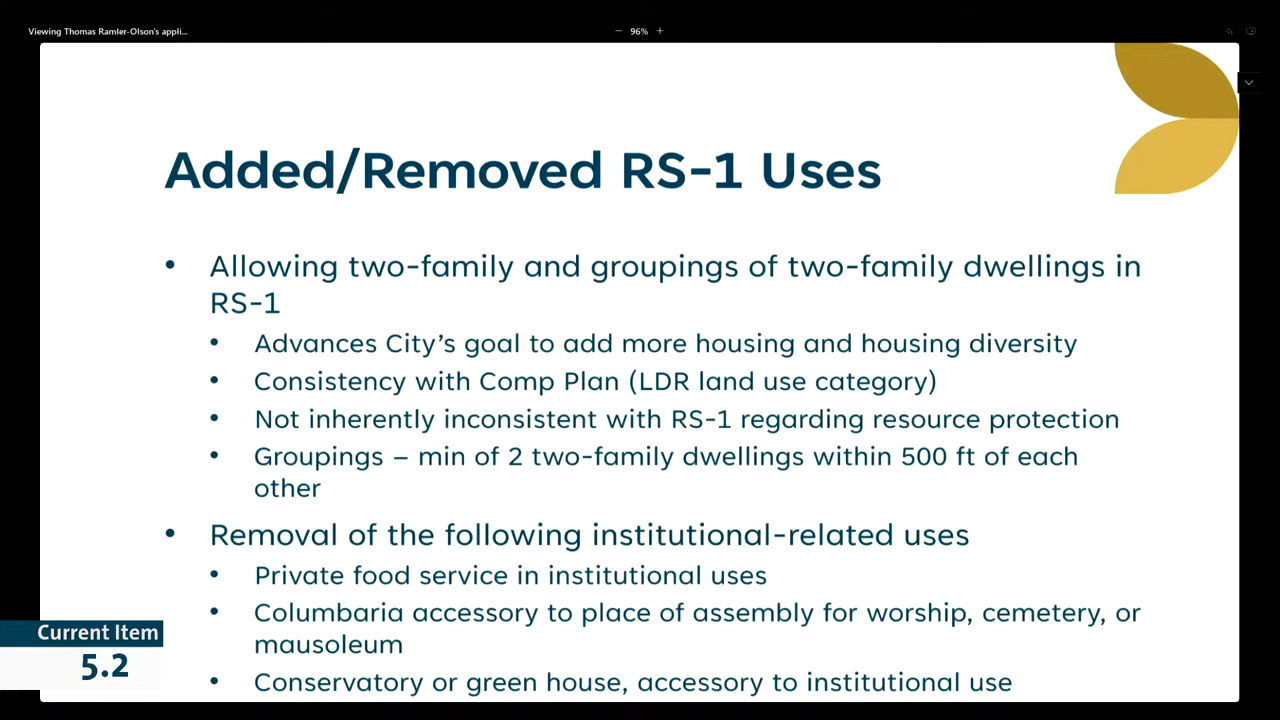 Viewing Thomas Ramler-Olson's appli...
− 96% +
Added/Removed RS-1 Uses
• Allowing two-family and groupings of two-family dwellings in
RS-1
• Advances City's goal to add more housing and housing diversity
• Consistency with Comp Plan (LDR land use category)
• Not inherently inconsistent with RS-1 regarding resource protection
• Groupings – min of 2 two-family dwellings within 500 ft of each
other
• Removal of the following institutional-related uses
• Private food service in institutional uses
• Columbaria accessory to place of assembly for worship, cemetery, or
mausoleum
• Conservatory or green house, accessory to institutional use
Current Item
5.2